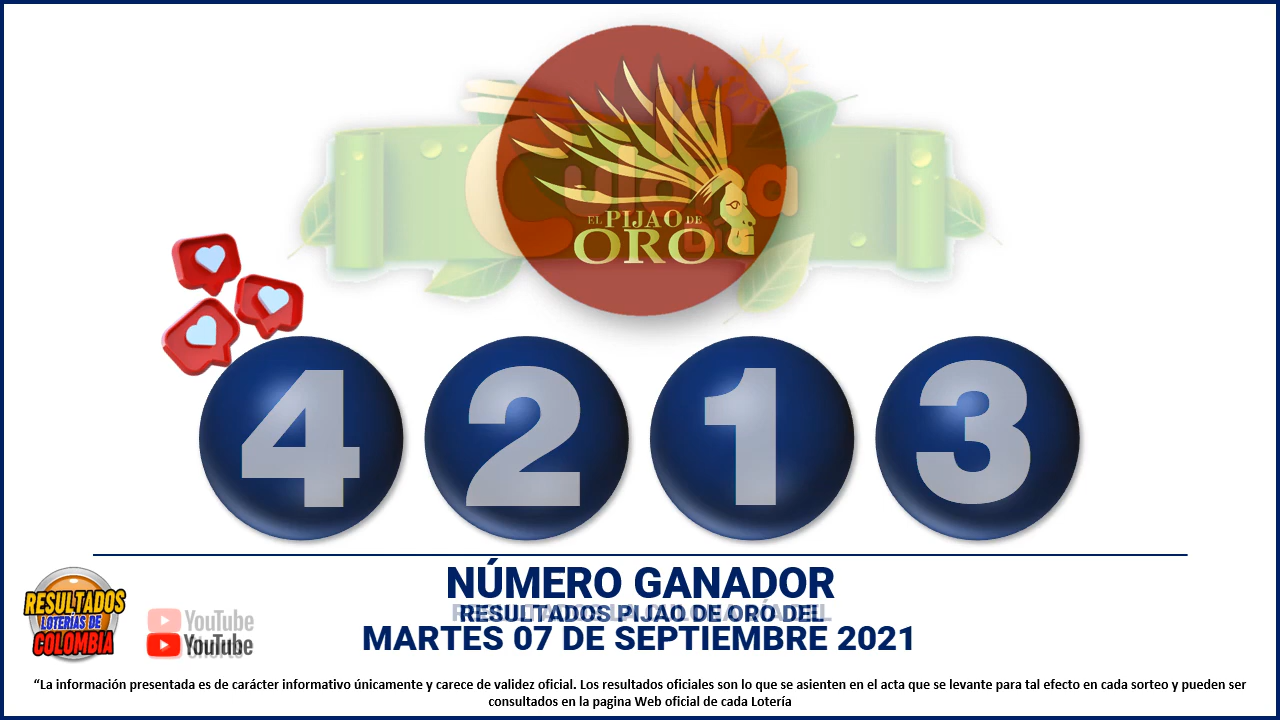 EL PIJAO DE
ORO
4 2 1 3
NÚMERO GANADOR
RESULTADOS PIJAO DE ORO DEL
MARTES 07 DE SEPTIEMBRE 2021
RESULTADOS
LOTERÍAS DE
COLOMBIA
YouTube
YouTube
“La información presentada es de carácter informativo únicamente y carece de validez oficial. Los resultados oficiales son lo que se asienten en el acta que se levante para tal efecto en cada sorteo y pueden ser
consultados en la pagina Web oficial de cada Lotería